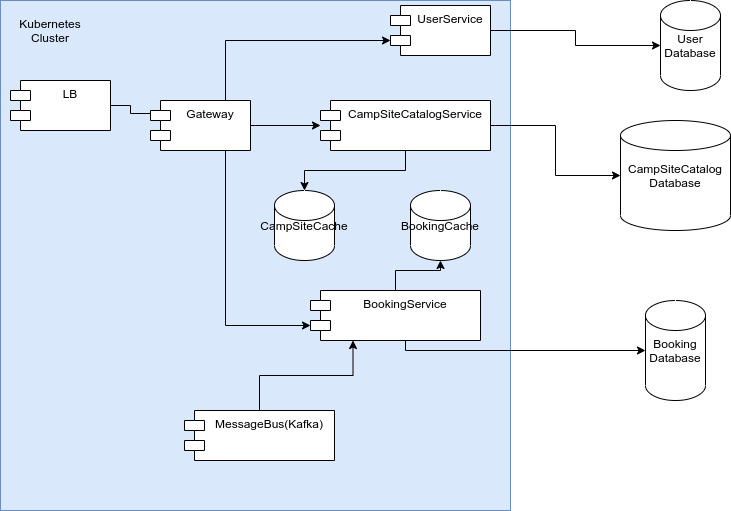 Kubernetes
Cluster
UserService
User
Database
LB
Gateway
CampSiteCatalogService
CampSiteCatalog
Database
CampSiteCache
BookingCache
BookingService
Booking
Database
MessageBus(Kafka)